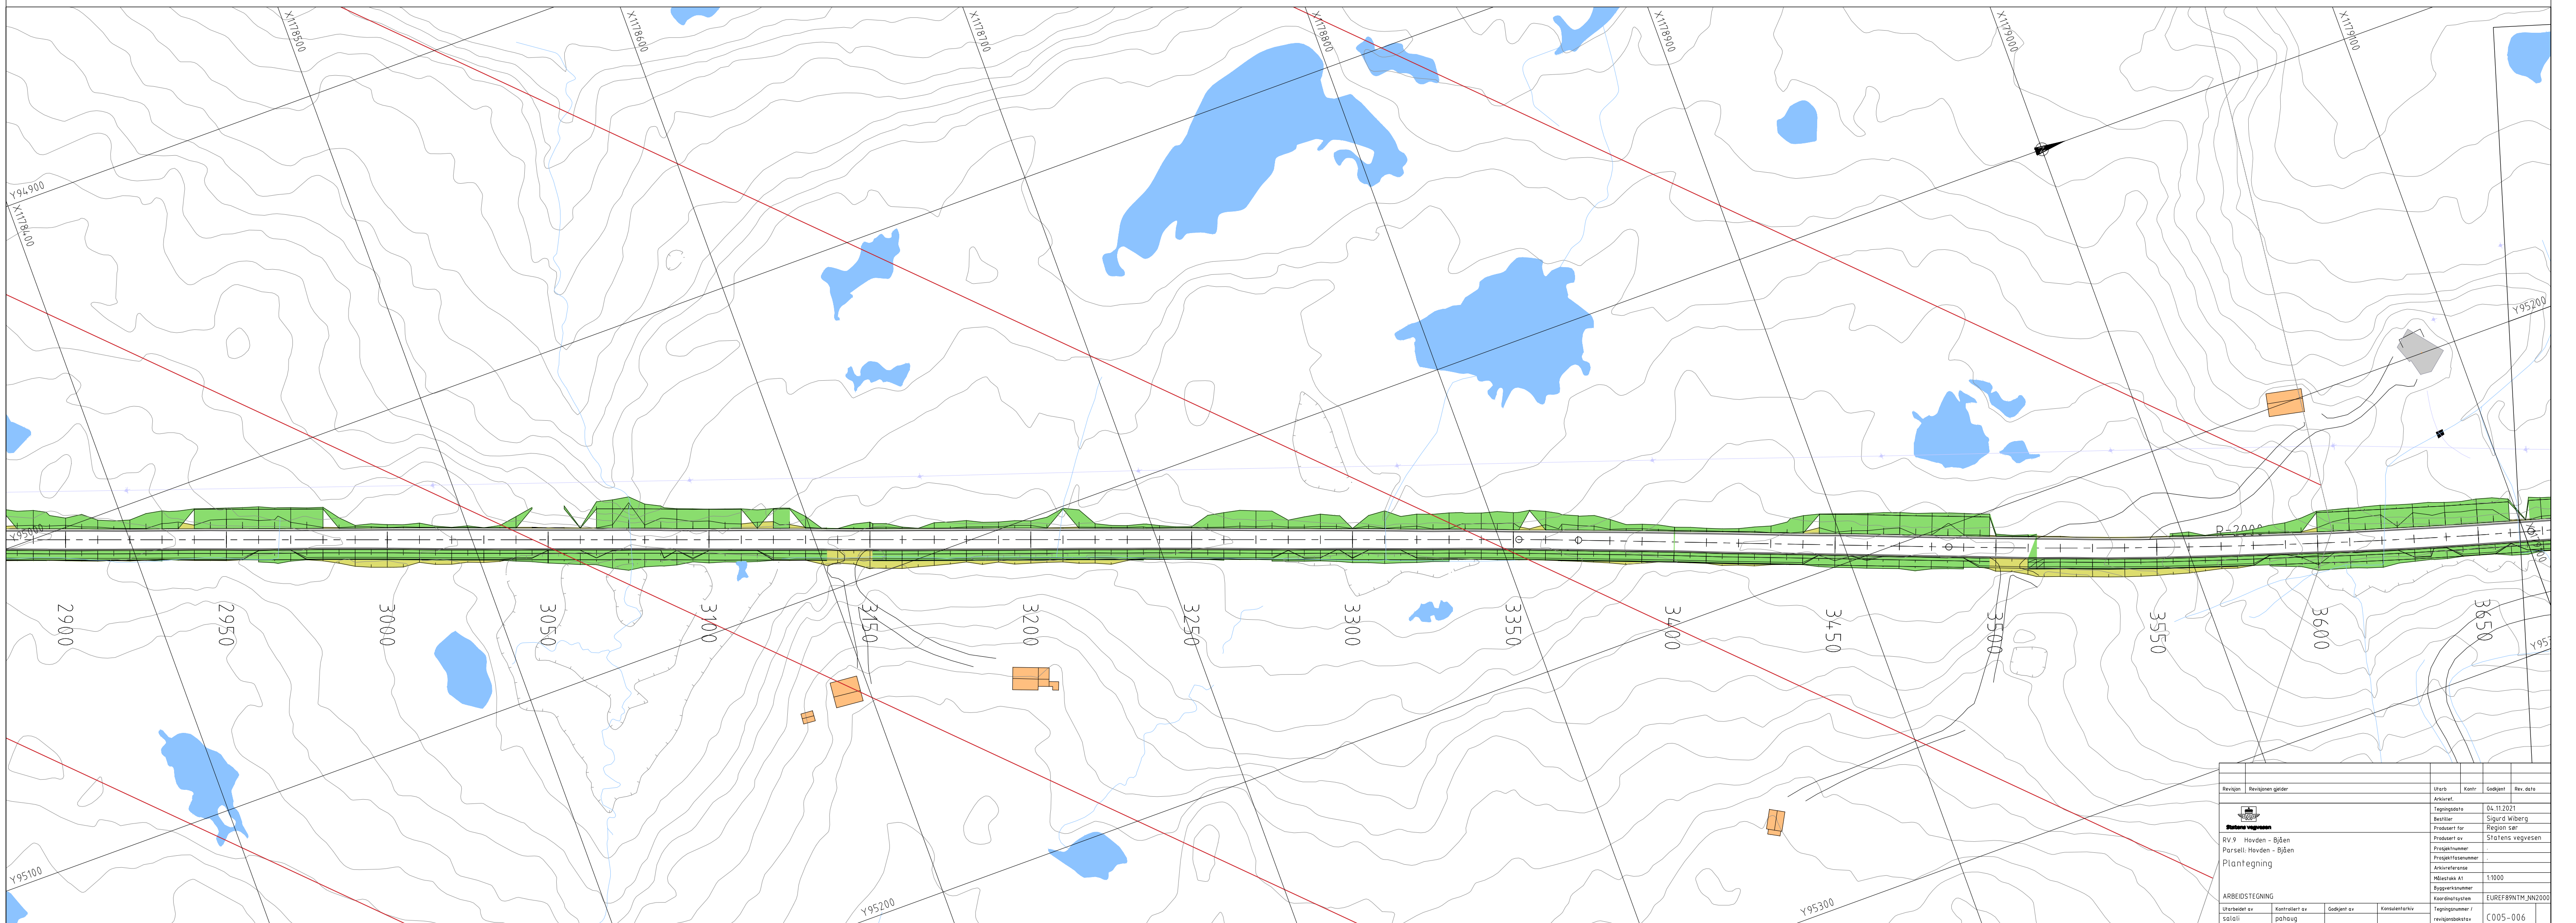 X1178500
X1178600
X1178700
X1178800
X1178900
X1179000
X1179100
Y94900
X1178400
Y95200
Y95000
R=2000
2900
2950
3000
3050
3100
3150
3200
3250
3300
3350
3400
3450
3500
3550
3600
3650
Y95100
Y95200
Y95300
Revisjon Revisjonen gjelder Utarb Kontr Godkjent Rev. dato
Arkivref.
Statens vegvesen
Tegningsdato 04.11.2021
Bestiller Sigurd Wiberg
Produsert for Region sør
Produsert av Statens vegvesen
Prosjektnummer
Prosjektfasenummer
Arkivreferanse
Målestokk A1 1:1000
Byggverksnummer
Koordinatsystem EUREF89NTM,NN2000
RV.9 Hovden - Bjåen
Parsell: Hovden - Bjåen
Plantegning
ARBEIDSTEGNING
Utarbeidet av Kontrollert av Godkjent av Konsulentarkiv Tegningsnummer /
revisjonsbokstav
salali pahaug C005-006